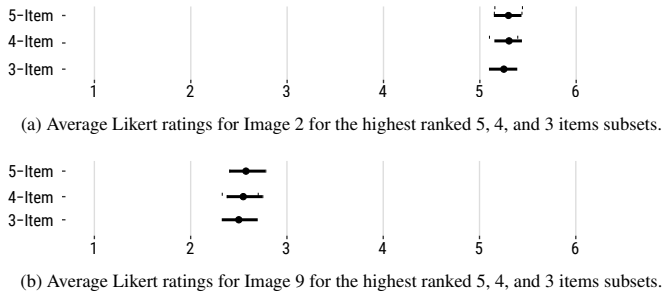 5-Item
4-Item
3-Item
1 2 3 4 5 6
(a) Average Likert ratings for Image 2 for the highest ranked 5, 4, and 3 items subsets.
5-Item
4-Item
3-Item
1 2 3 4 5 6
(b) Average Likert ratings for Image 9 for the highest ranked 5, 4, and 3 items subsets.